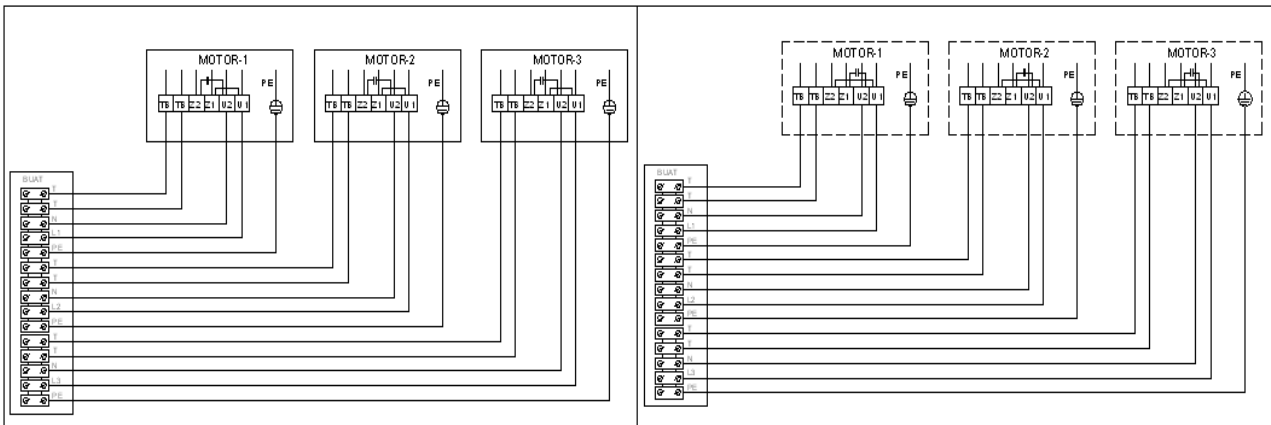 MOTOR-1
PE
TB TB Z2 Z1 U2 U1
MOTOR-2
PE
TB TB Z2 Z1 U2 U1
MOTOR-3
PE
TB TB Z2 Z1 U2 U1
BUAT
T
T
N
L1
PE
T
T
N
L2
PE
T
T
N
L3
PE
MOTOR-1
PE
TB TB Z2 Z1 U2 U1
MOTOR-2
PE
TB TB Z2 Z1 U2 U1
MOTOR-3
PE
TB TB Z2 Z1 U2 U1
BUAT
T
T
N
L1
PE
T
T
N
L2
PE
T
T
N
L3
PE